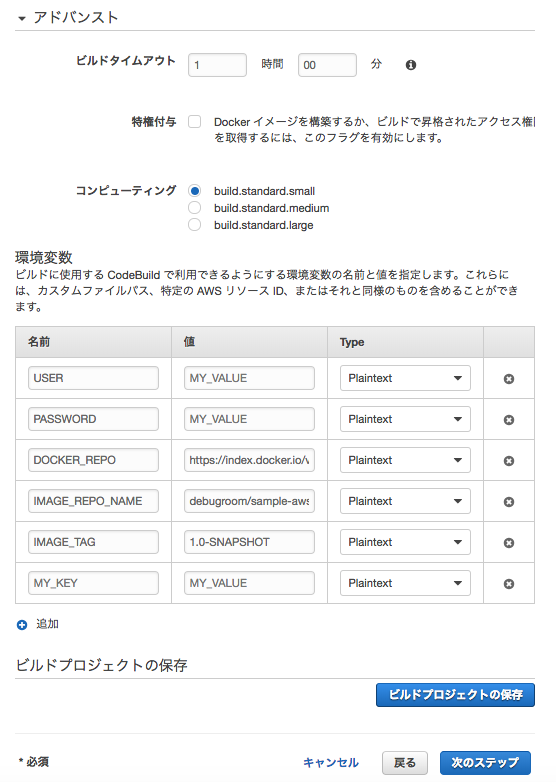 アドバンスト
ビルドタイムアウト 1 時間 00 分
特権付与 Docker イメージを構築するか、ビルドで昇格されたアクセス権
を取得するには、このフラグを有効にします。
コンピューティング build.standard.small
build.standard.medium
build.standard.large
環境変数
ビルドに使用する CodeBuild で利用できるようにする環境変数の名前と値を指定します。これらに
は、カスタムファイルパス、特定の AWS リソース ID、またはそれと同様のものを含めることができ
ます。
名前 値 Type
USER MY_VALUE Plaintext
PASSWORD MY_VALUE Plaintext
DOCKER_REPO https://index.docker.io/v Plaintext
IMAGE_REPO_NAME debugroom/sample-aws Plaintext
IMAGE_TAG 1.0-SNAPSHOT Plaintext
MY_KEY MY_VALUE Plaintext
追加
ビルドプロジェクトの保存
ビルドプロジェクトの保存
* 必須 キャンセル 戻る 次のステップ